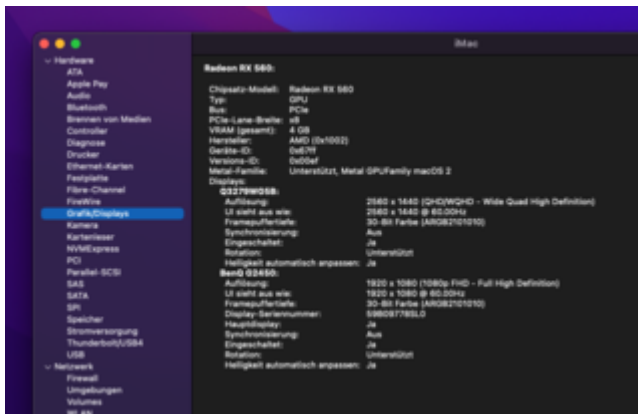 iMac
Hardware
ATA
Apple Pay
Audio
Bluetooth
Brennen von Medien
Controller
Diagnose
Drucker
Ethernet-Karten
Festplatte
Fibre-Channel
FireWire
Grafik/Displays
Kamera
Kartenleser
NVMExpress
PCI
Parallel-SCSI
SAS
SATA
SPI
Speicher
Stromversorgung
Thunderbolt/USB4
USB
Netzwerk
Firewall
Umgebungen
Volumes
WLAN
Radeon RX 560:
Chipsatz-Modell: Radeon RX 560
Typ: GPU
Bus: PCIe
PCIe-Lane-Breite: x8
VRAM (gesamt): 4 GB
Hersteller: AMD (0x1002)
Geräte-ID: 0x67ff
Versions-ID: 0x00ef
Metal-Familie: Unterstützt, Metal GPUFamily macOS 2
Displays:
Q3279WG5B:
Auflösung: 2560 x 1440 (QHD/WQHD - Wide Quad High Definition)
UI sieht aus wie: 2560 x 1440 @ 60.00Hz
Framepuffertiefe: 30-Bit Farbe (ARGB2101010)
Synchronisierung: Aus
Eingeschaltet: Ja
Rotation: Unterstützt
Helligkeit automatisch anpassen: Ja
BenQ G2450:
Auflösung: 1920 x 1080 (1080p FHD - Full High Definition)
UI sieht aus wie: 1920 x 1080 @ 60.00Hz
Framepuffertiefe: 30-Bit Farbe (ARGB2101010)
Display-Seriennummer:
Hauptdisplay: Ja
Synchronisierung: Aus
Eingeschaltet: Ja
Rotation: Unterstützt
Helligkeit automatisch anpassen: Ja